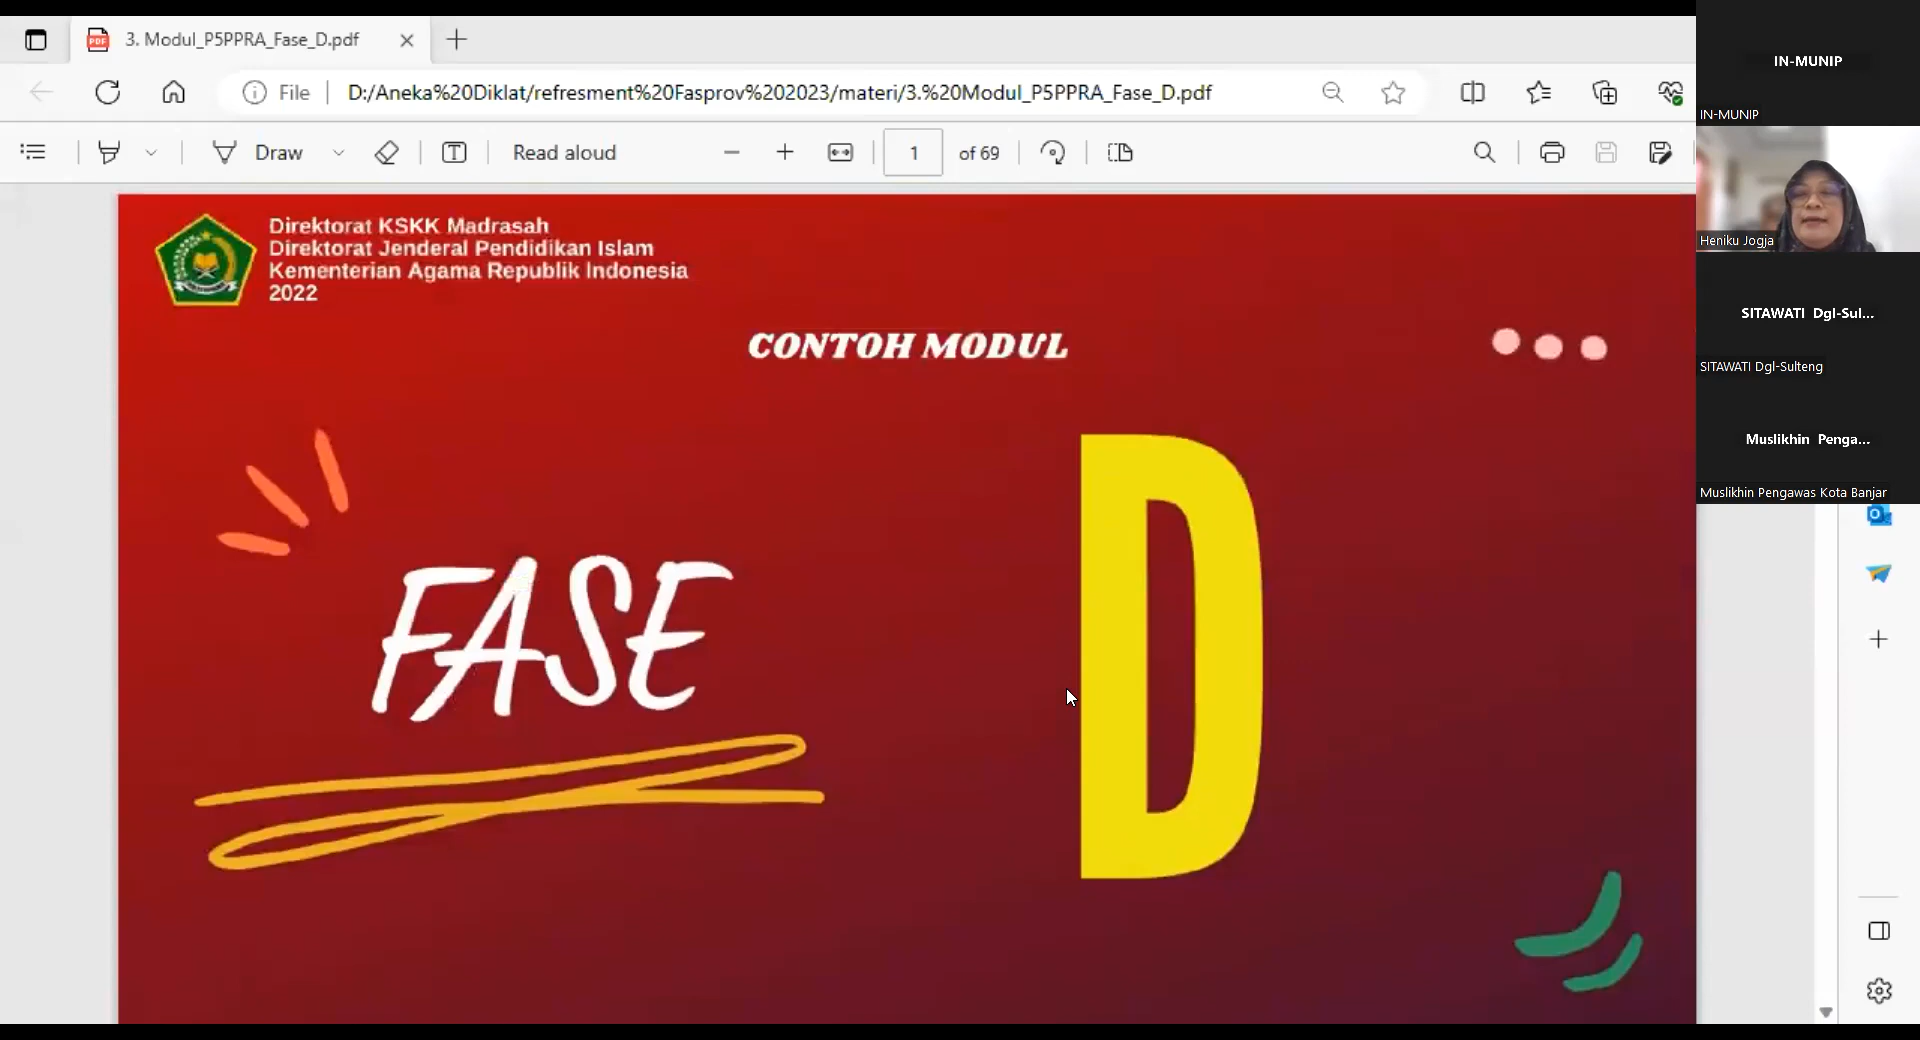 3. Modul_P5PPRA_Fase_D.pdf
File
D:/Aneka%20Diklat/refresment%20Fasprov%202023/materi/3.%20Modul_P5PPRA_Fase_D.pdf
Draw
Read aloud
1
of 69
Direktorat KSKK Madrasah
Direktorat Jenderal Pendidikan Islam
Kementerian Agama Republik Indonesia
2022
CONTOH MODUL
FASE
D
IN-MUNIP
IN-MUNIP
Heniku Jogja
SITAWATI Dgl-Sul...
SITAWATI Dgl-Sulteng
Muslikhin Penga...
Muslikhin Pengawas Kota Banjar